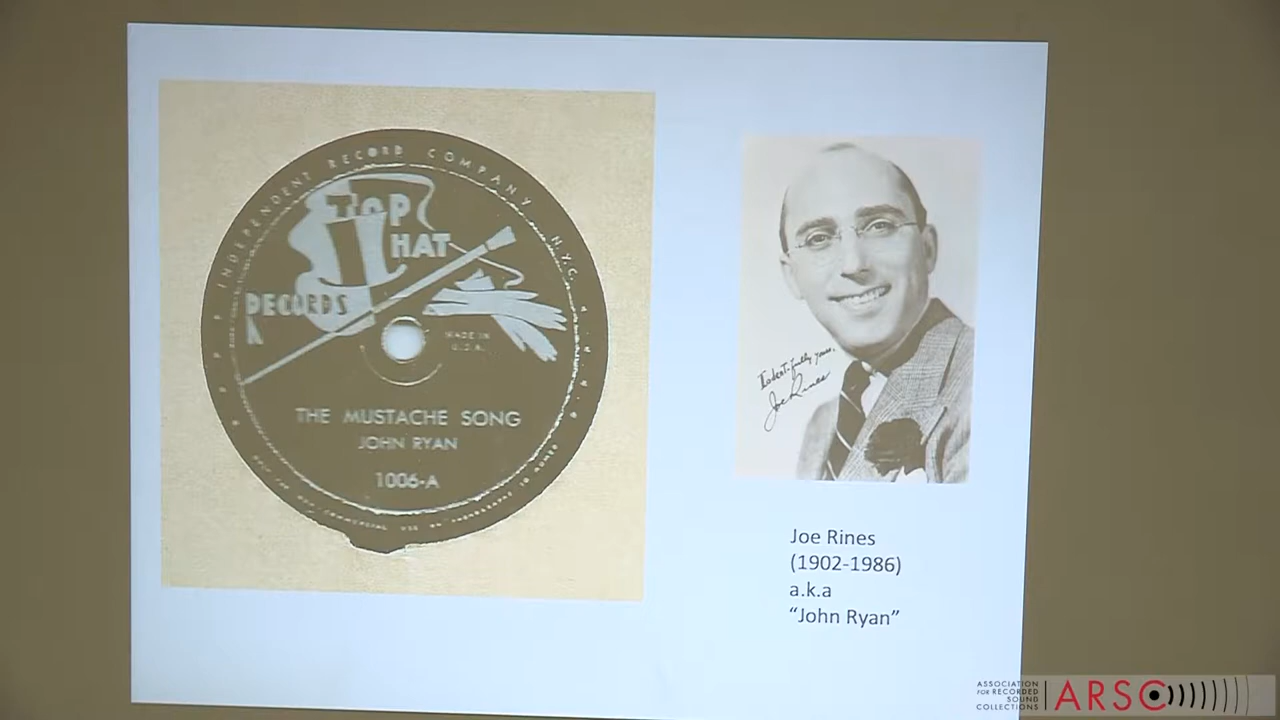 INDEPENDENT RECORD COMPANY N.Y.C.
TOP
HAT
RECORDS
MADE IN
U.S.A.
THE MUSTACHE SONG
JOHN RYAN
1006-A
Joe Rines
Joe Rines
(1902-1986)
a.k.a
“John Ryan”
ASSOCIATION
FOR RECORDED
SOUND
COLLECTIONS
ARSC